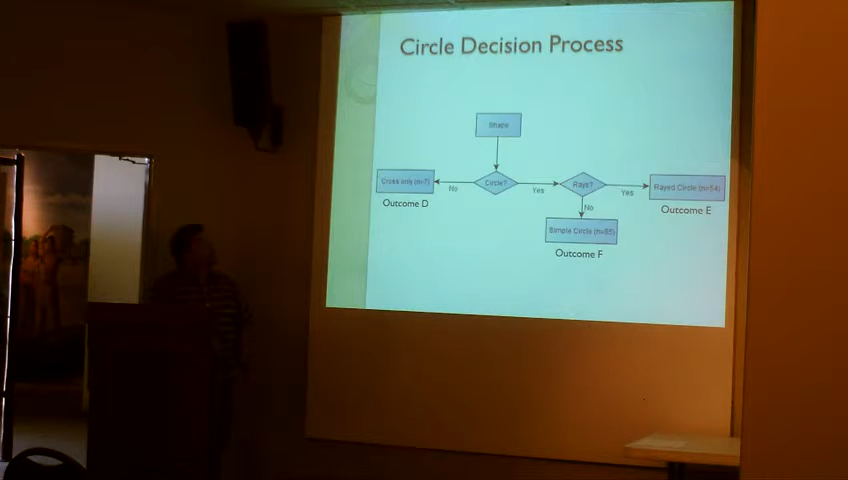 Circle Decision Process
Shape
Cross only (n=7)
No
Circle?
Yes
Rays?
Yes
Rayed Circle (n=54)
Outcome D
No
Outcome E
Simple Circle (n=85)
Outcome F